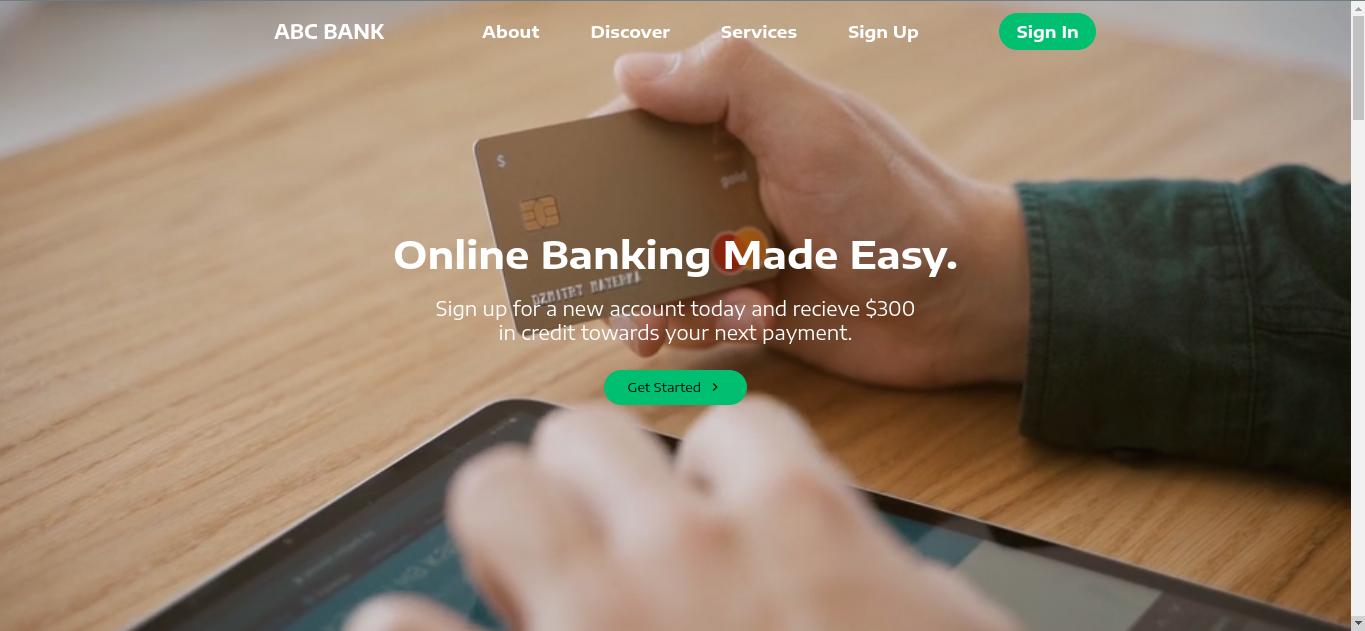 ABC BANK
About
Discover
Services
Sign Up
Sign In
$
gold
Online Banking Made Easy.
DZMITRY MAYERKA
Sign up for a new account today and recieve $300
in credit towards your next payment.
Get Started